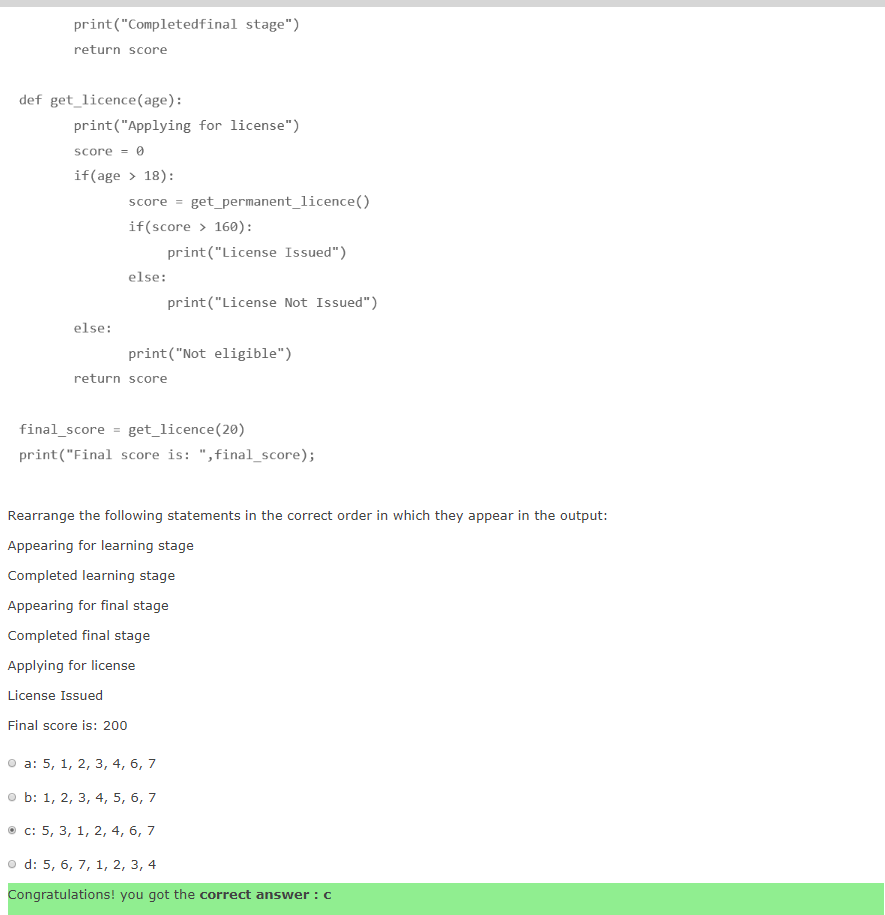 print("Completedfinal stage")
return score
def get_licence(age):
print("Applying for license")
score = 0
if(age > 18):
score = get_permanent_licence()
if(score > 160):
print("License Issued")
else:
print("License Not Issued")
else:
print("Not eligible")
return score
final_score = get_licence(20)
print("Final score is: ",final_score);
Rearrange the following statements in the correct order in which they appear in the output:
Appearing for learning stage
Completed learning stage
Appearing for final stage
Completed final stage
Applying for license
License Issued
Final score is: 200
a: 5, 1, 2, 3, 4, 6, 7
b: 1, 2, 3, 4, 5, 6, 7
c: 5, 3, 1, 2, 4, 6, 7
d: 5, 6, 7, 1, 2, 3, 4
Congratulations! you got the correct answer : c